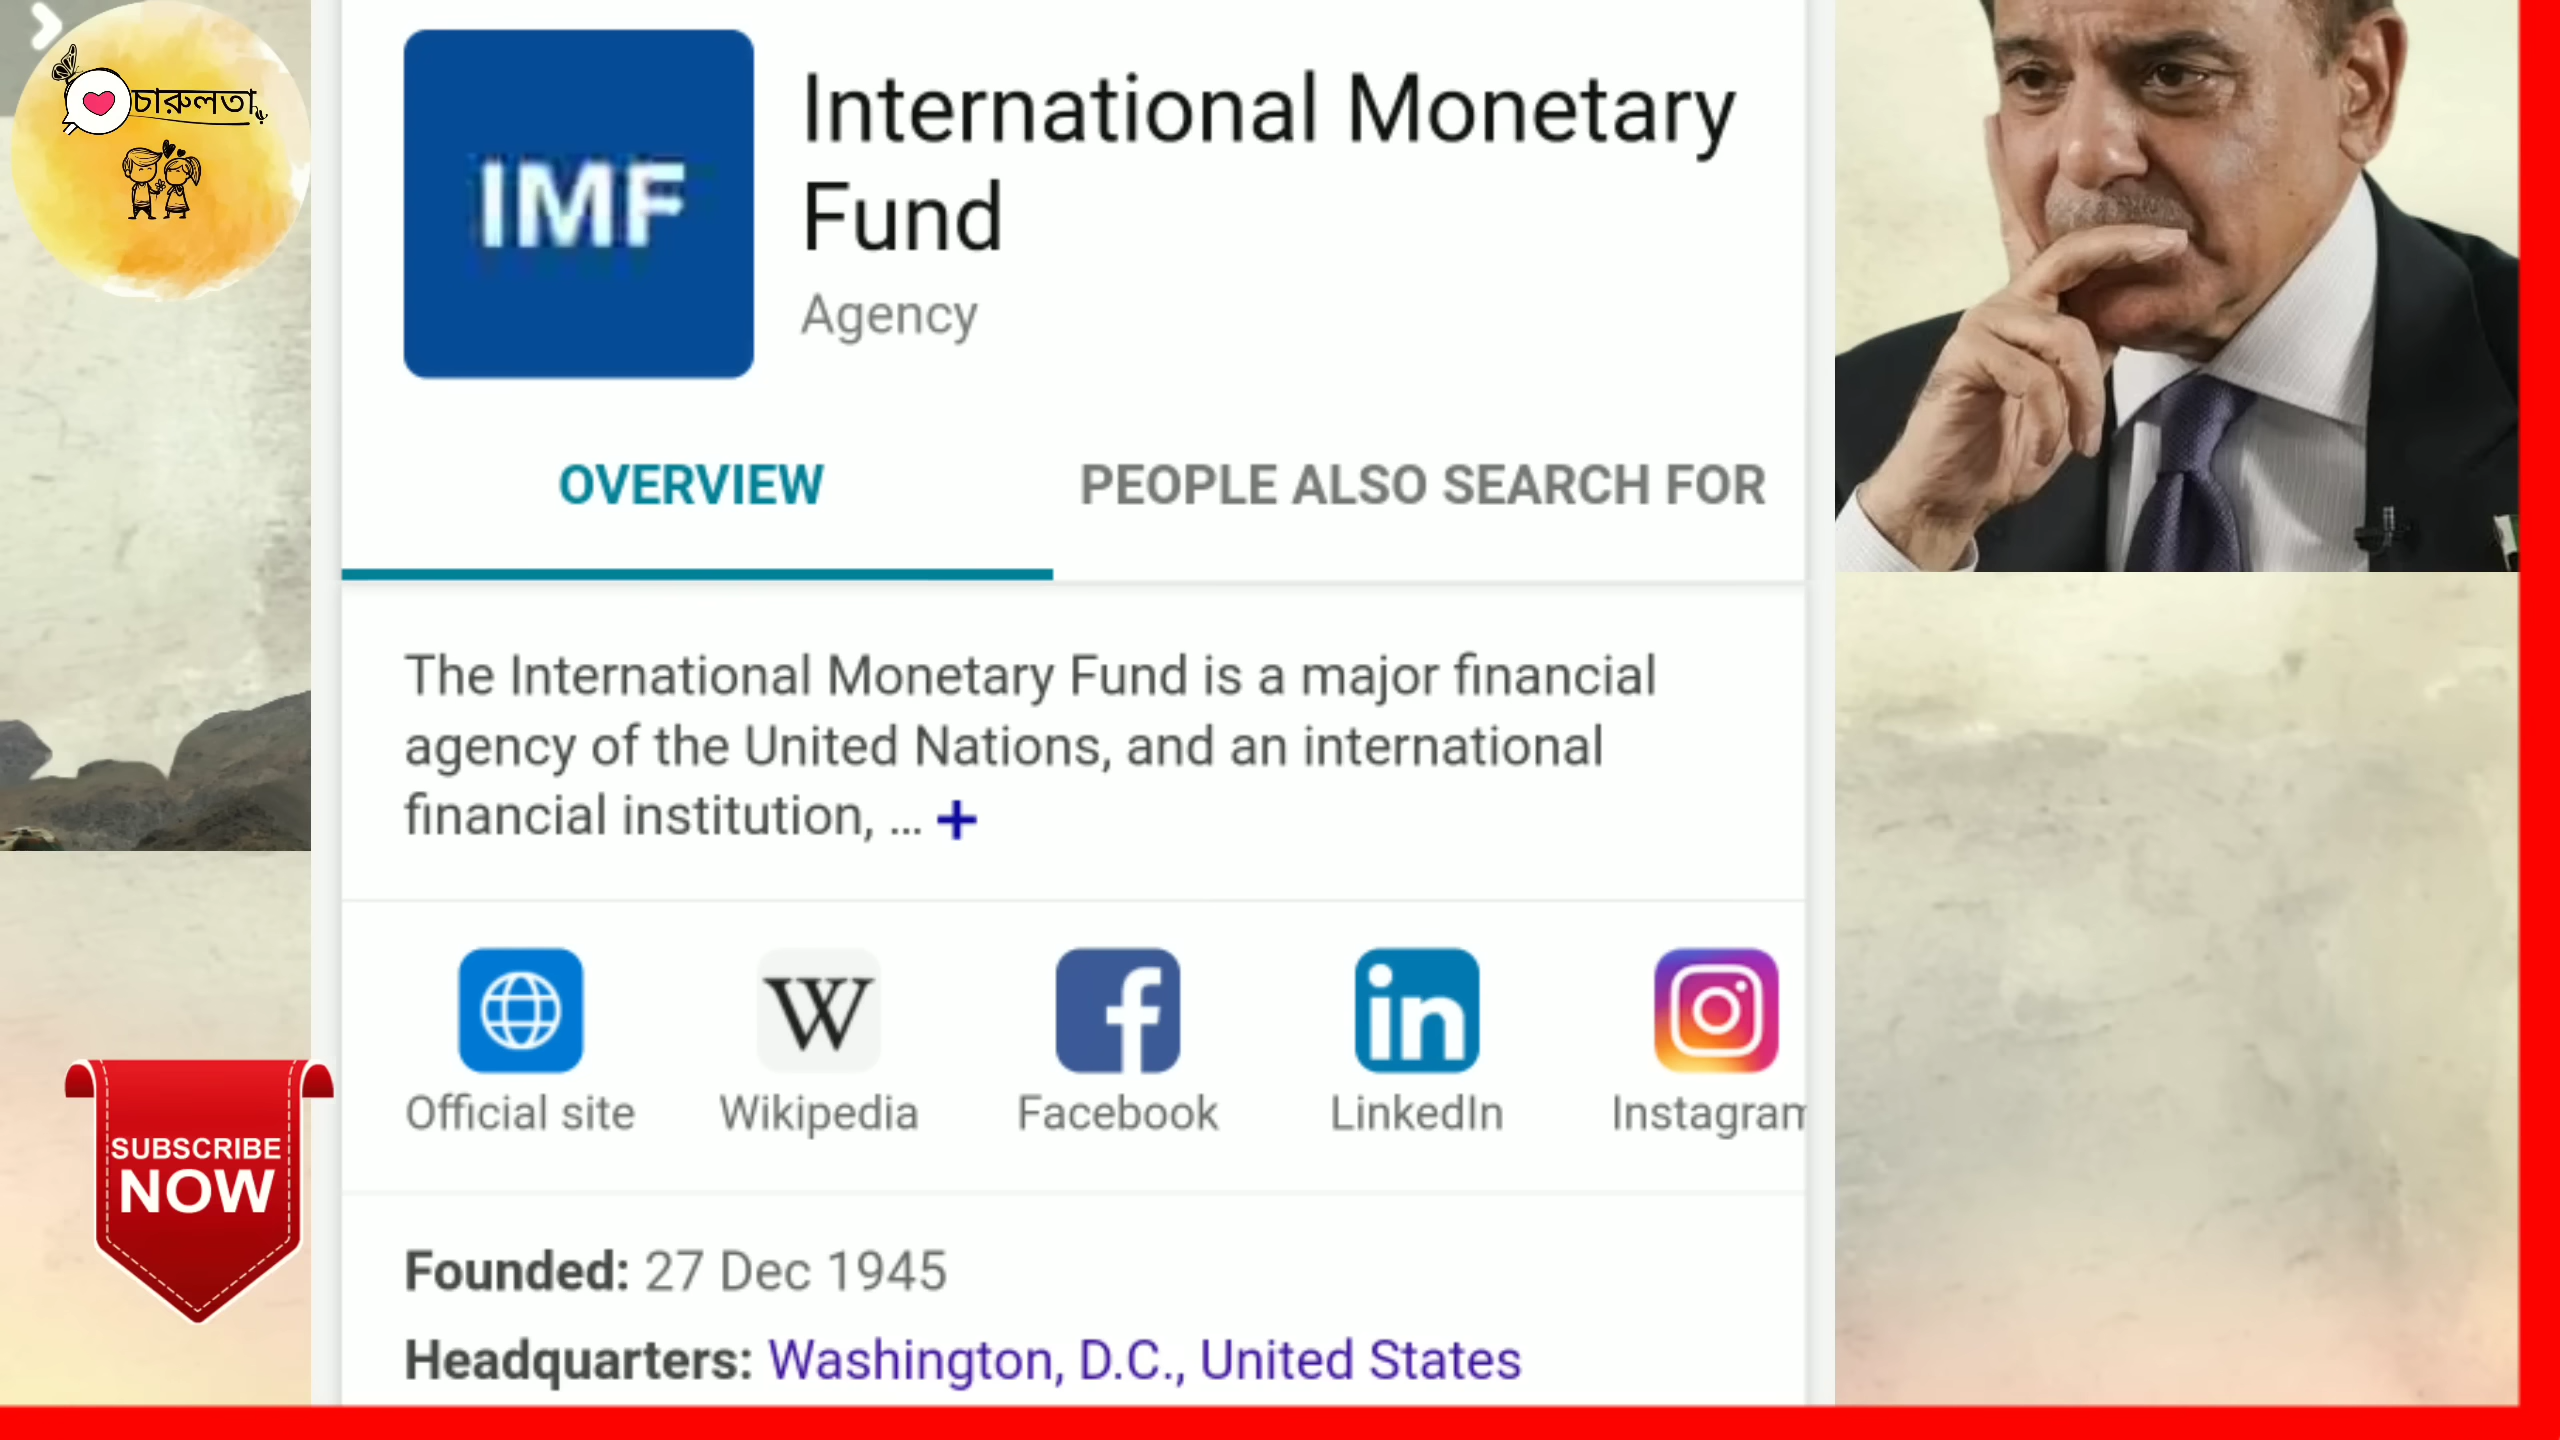 চারুলতা
IMF
International Monetary
Fund
Agency
OVERVIEW
PEOPLE ALSO SEARCH FOR
The International Monetary Fund is a major financial
agency of the United Nations, and an international
financial institution, ... +
Official site
Wikipedia
Facebook
LinkedIn
Instagram
SUBSCRIBE
NOW
Founded: 27 Dec 1945
Headquarters: Washington, D.C., United States